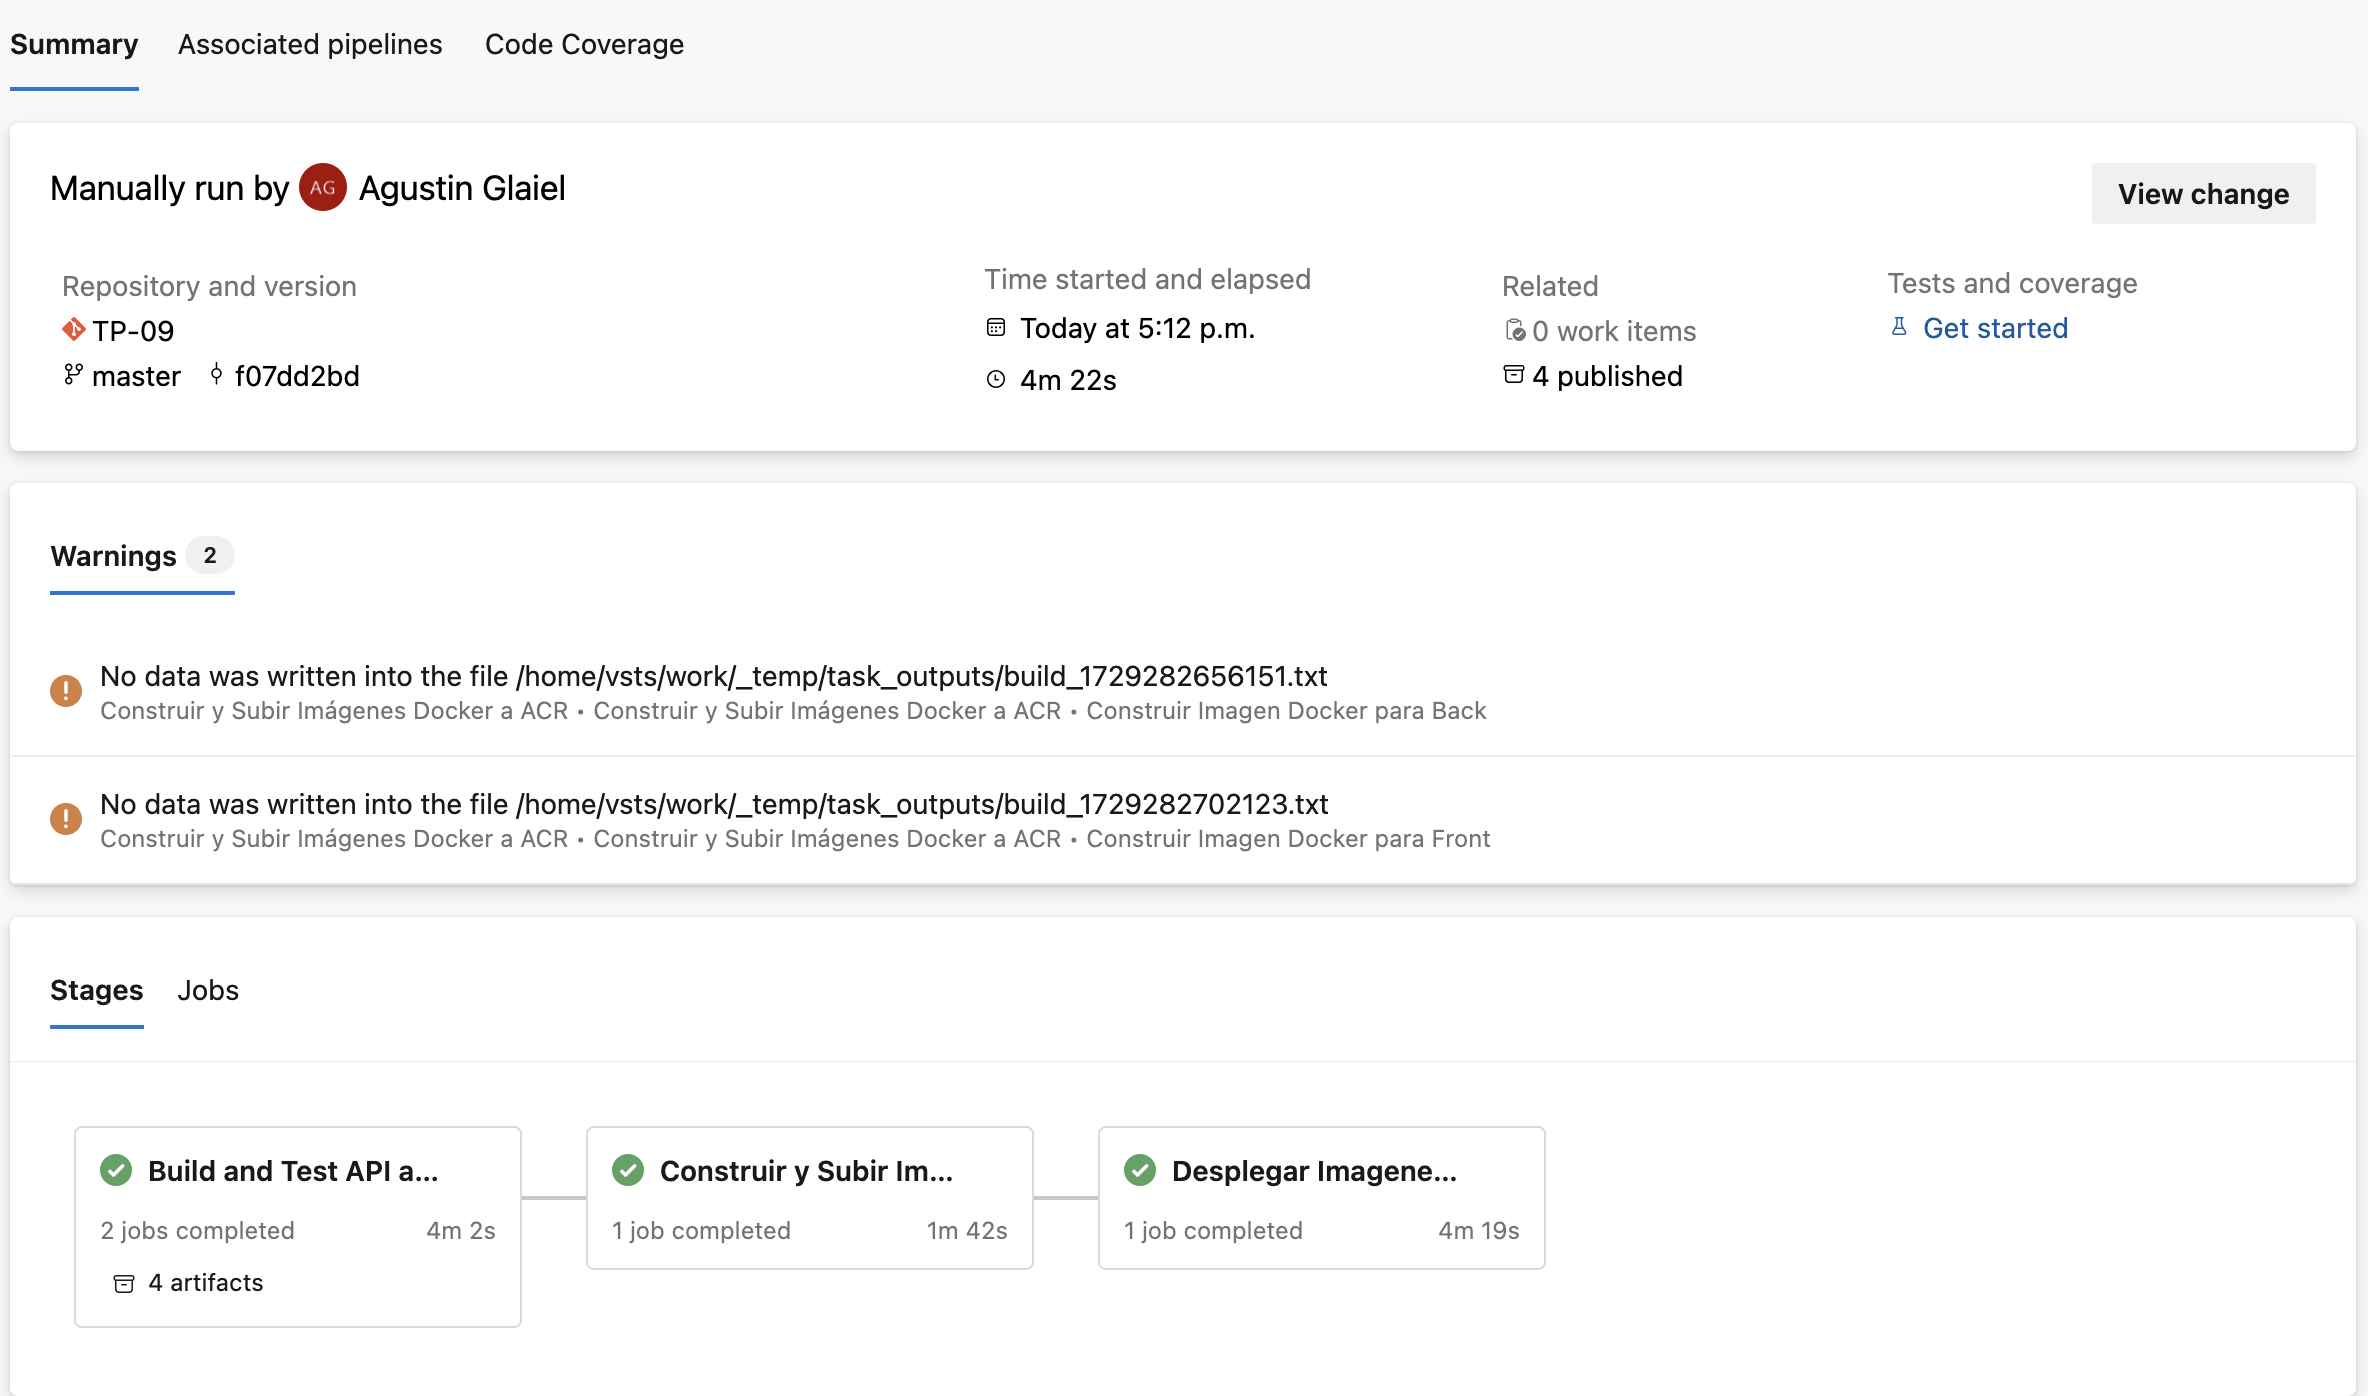 Summary Associated pipelines Code Coverage
Manually run by AG Agustin Glaiel
View change
Repository and version
TP-09
master f07dd2bd
Time started and elapsed
Today at 5:12 p.m.
4m 22s
Related
0 work items
4 published
Tests and coverage
Get started
Warnings 2
No data was written into the file /home/vsts/work/_temp/task_outputs/build_1729282656151.txt
Construir y Subir Imágenes Docker a ACR • Construir y Subir Imágenes Docker a ACR • Construir Imagen Docker para Back
No data was written into the file /home/vsts/work/_temp/task_outputs/build_1729282702123.txt
Construir y Subir Imágenes Docker a ACR • Construir y Subir Imágenes Docker a ACR • Construir Imagen Docker para Front
Stages Jobs
Build and Test API a...
2 jobs completed 4m 2s
4 artifacts
Construir y Subir Im...
1 job completed 1m 42s
Desplegar Imagene...
1 job completed 4m 19s